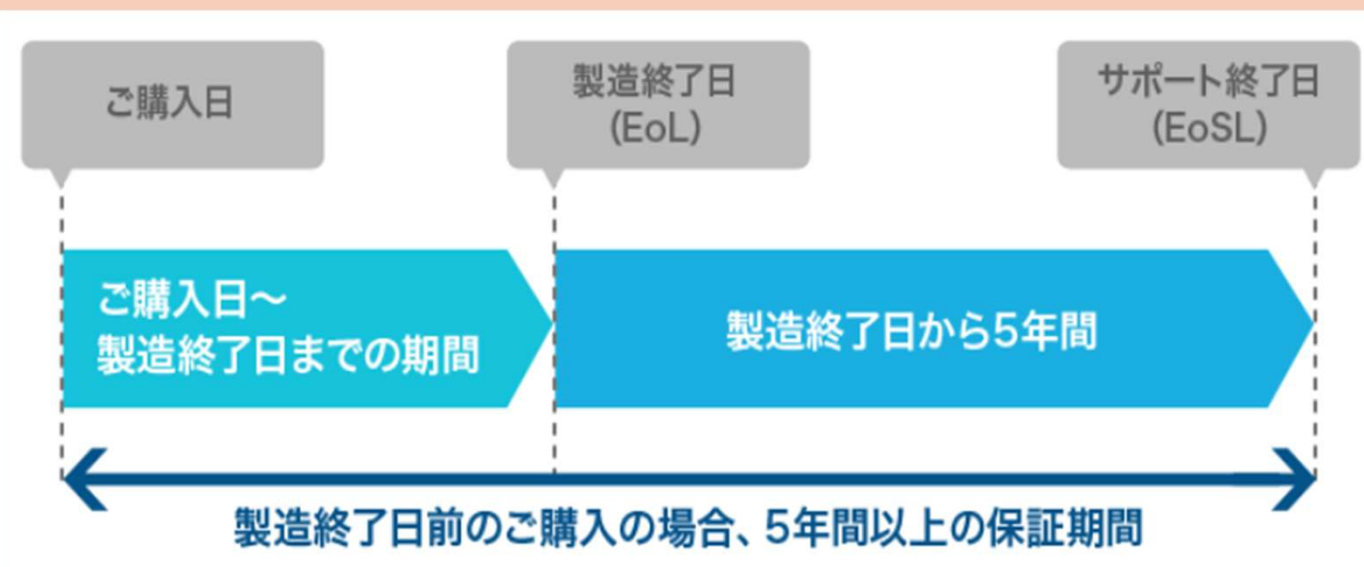 ご購入日
製造終了日
(EoL)
サポート終了日
(EoSL)
ご購入日〜
製造終了日までの期間
製造終了日から5年間
製造終了日前のご購入の場合、5年間以上の保証期間